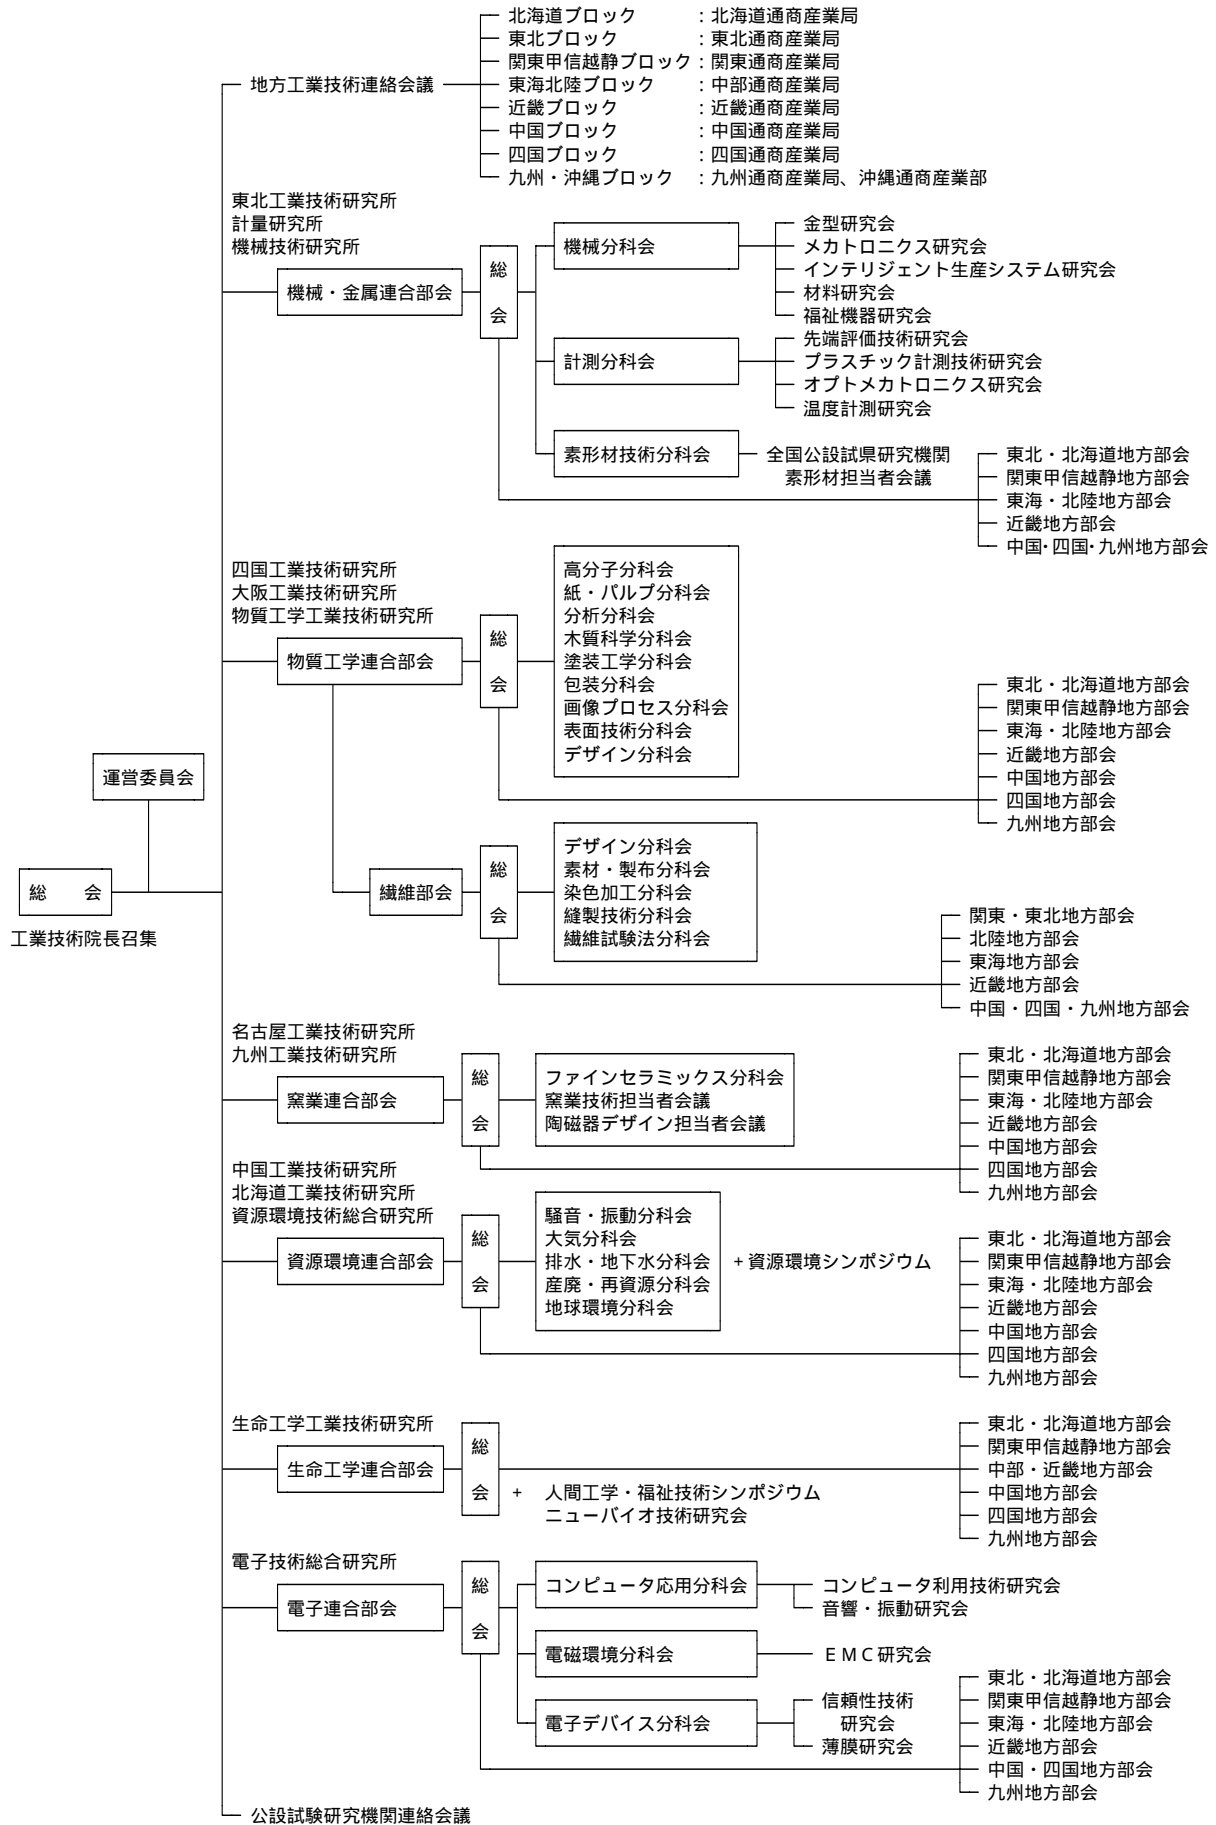 北海道ブロック ：北海道通商産業局
東北ブロック ：東北通商産業局
関東甲信越静ブロック：関東通商産業局
地方工業技術連絡会議
東海北陸ブロック ：中部通商産業局
近畿ブロック ：近畿通商産業局
中国ブロック ：中国通商産業局
四国ブロック ：四国通商産業局
九州・沖縄ブロック ：九州通商産業局、沖縄通商産業部
東北工業技術研究所
計量研究所
機械技術研究所
機械・金属連合部会
総
会
機械分科会
金型研究会
メカトロニクス研究会
インテリジェント生産システム研究会
材料研究会
福祉機器研究会
計測分科会
先端評価技術研究会
プラスチック計測技術研究会
オプトメカトロニクス研究会
温度計測研究会
素形材技術分科会
全国公設試県研究機関
素形材担当者会議
東北・北海道地方部会
関東甲信越静地方部会
東海・北陸地方部会
近畿地方部会
中国・四国・九州地方部会
四国工業技術研究所
大阪工業技術研究所
物質工学工業技術研究所
物質工学連合部会
総
会
高分子分科会
紙・パルプ分科会
分析分科会
木質科学分科会
塗装工学分科会
包装分科会
画像プロセス分科会
表面技術分科会
デザイン分科会
東北・北海道地方部会
関東甲信越静地方部会
東海・北陸地方部会
近畿地方部会
中国地方部会
四国地方部会
九州地方部会
運営委員会
総　会
工業技術院長召集
繊維部会
総
会
デザイン分科会
素材・製布分科会
染色加工分科会
縫製技術分科会
繊維試験法分科会
関東・東北地方部会
北陸地方部会
東海地方部会
近畿地方部会
中国・四国・九州地方部会
名古屋工業技術研究所
九州工業技術研究所
窯業連合部会
総
会
ファインセラミックス分科会
窯業技術担当者会議
陶磁器デザイン担当者会議
東北・北海道地方部会
関東甲信越静地方部会
東海・北陸地方部会
近畿地方部会
中国地方部会
四国地方部会
九州地方部会
中国工業技術研究所
北海道工業技術研究所
資源環境技術総合研究所
資源環境連合部会
総
会
騒音・振動分科会
大気分科会
排水・地下水分科会
産廃・再資源分科会
地球環境分科会
＋資源環境シンポジウム
東北・北海道地方部会
関東甲信越静地方部会
東海・北陸地方部会
近畿地方部会
中国地方部会
四国地方部会
九州地方部会
生命工学工業技術研究所
生命工学連合部会
総
会
＋ 人間工学・福祉技術シンポジウム
ニューバイオ技術研究会
東北・北海道地方部会
関東甲信越静地方部会
中部・近畿地方部会
中国地方部会
四国地方部会
九州地方部会
電子技術総合研究所
電子連合部会
総
会
コンピュータ応用分科会
コンピュータ利用技術研究会
音響・振動研究会
電磁環境分科会
ＥＭＣ研究会
電子デバイス分科会
信頼性技術
研究会
薄膜研究会
東北・北海道地方部会
関東甲信越静地方部会
東海・北陸地方部会
近畿地方部会
中国・四国地方部会
九州地方部会
公設試験研究機関連絡会議